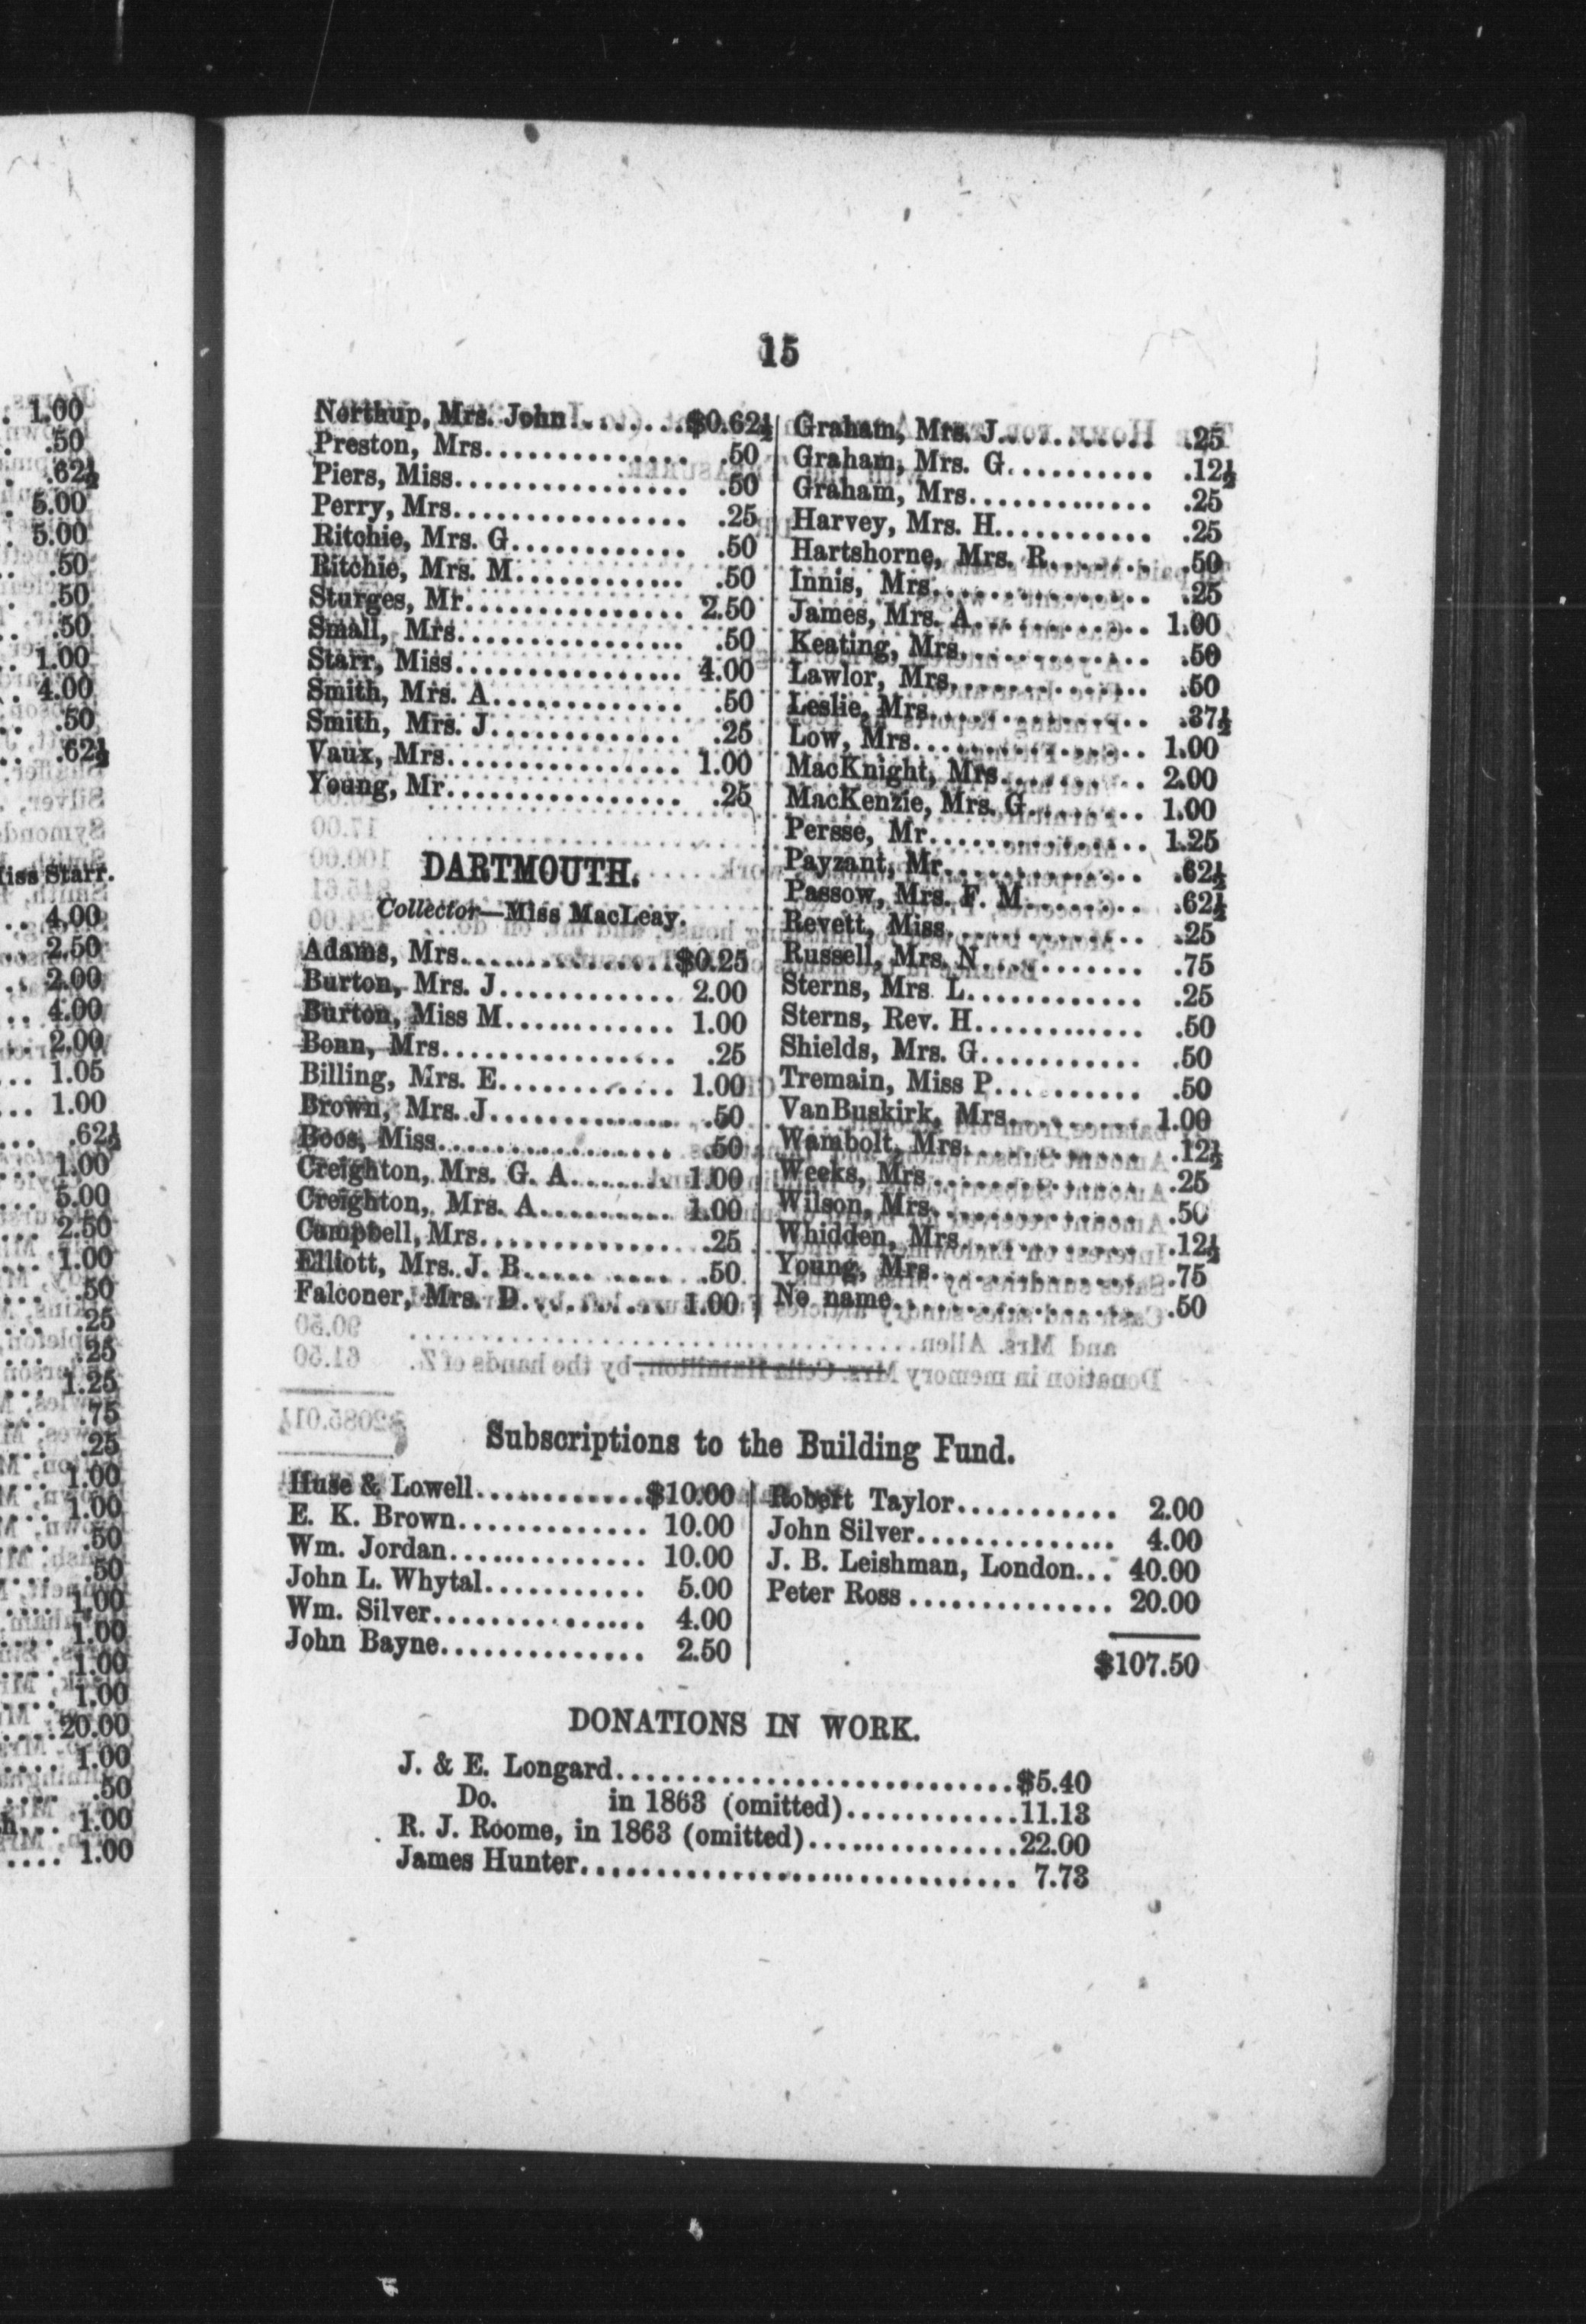 15
Northup, Mrs. John.......$0.62½
Preston, Mrs.............. .50
Piers, Miss................ .50
Perry, Mrs................ .25
Ritchie, Mrs. G............ .50
Ritchie, Mrs. M............ .50
Sturges, Mr............... 2.50
Small, Mrs............... .50
Starr, Miss................ 4.00
Smith, Mrs. A............. .50
Smith, Mrs. J............. .25
Vaux, Mrs................ 1.00
Young, Mr................ .25
DARTMOUTH.
Collector—Miss MacLeay.
Adams, Mrs...............$0.25
Burton, Mrs. J............ 2.00
Burton, Miss M............ 1.00
Bonn, Mrs................ .25
Billing, Mrs. E............ 1.00
Brown, Mrs. J............. .50
Boos, Miss................. .50
Creighton, Mrs. G. A....... 1.00
Creighton, Mrs. A.......... 1.00
Campbell, Mrs............. .25
Elliott, Mrs. J. B.......... .50
Falconer, Mrs. D.......... 1.00
Graham, Mrs. J........... .25
Graham, Mrs. G.......... .12½
Graham, Mrs............. .25
Harvey, Mrs. H........... .25
Hartshorne, Mrs. R....... .50
Innis, Mrs............... .25
James, Mrs. A............ 1.00
Keating, Mrs............. .50
Lawlor, Mrs.............. .50
Leslie, Mrs............... .37½
Low, Mrs................ 1.00
MacKnight, Mrs.......... 2.00
MacKenzie, Mrs. G........ 1.00
Persse, Mr............... 1.25
Payzant, Mr.............. .62½
Passow, Mrs. F. M........ .62½
Revett, Miss............. .25
Russell, Mrs. N........... .75
Sterns, Mrs L............ .25
Sterns, Rev. H........... .50
Shields, Mrs. G........... .50
Tremain, Miss P.......... .50
VanBuskirk, Mrs......... 1.00
Wambolt, Mrs............ .12½
Weeks, Mrs .............. .25
Wilson, Mrs.............. .50
Whidden, Mrs............ .12½
Young, Mrs.............. .75
No name................ .50
Subscriptions to the Building Fund.
Huse & Lowell............$10.00
E. K. Brown.............. 10.00
Wm. Jordan.............. 10.00
John L. Whytal........... 5.00
Wm. Silver............... 4.00
John Bayne.............. 2.50
Robert Taylor........... 2.00
John Silver.............. 4.00
J. B. Leishman, London... 40.00
Peter Ross .............. 20.00
$107.50
DONATIONS IN WORK.
J. & E. Longard...........................$5.40
Do. in 1863 (omitted)............11.13
R. J. Roome, in 1863 (omitted)..............22.00
James Hunter............................. 7.73